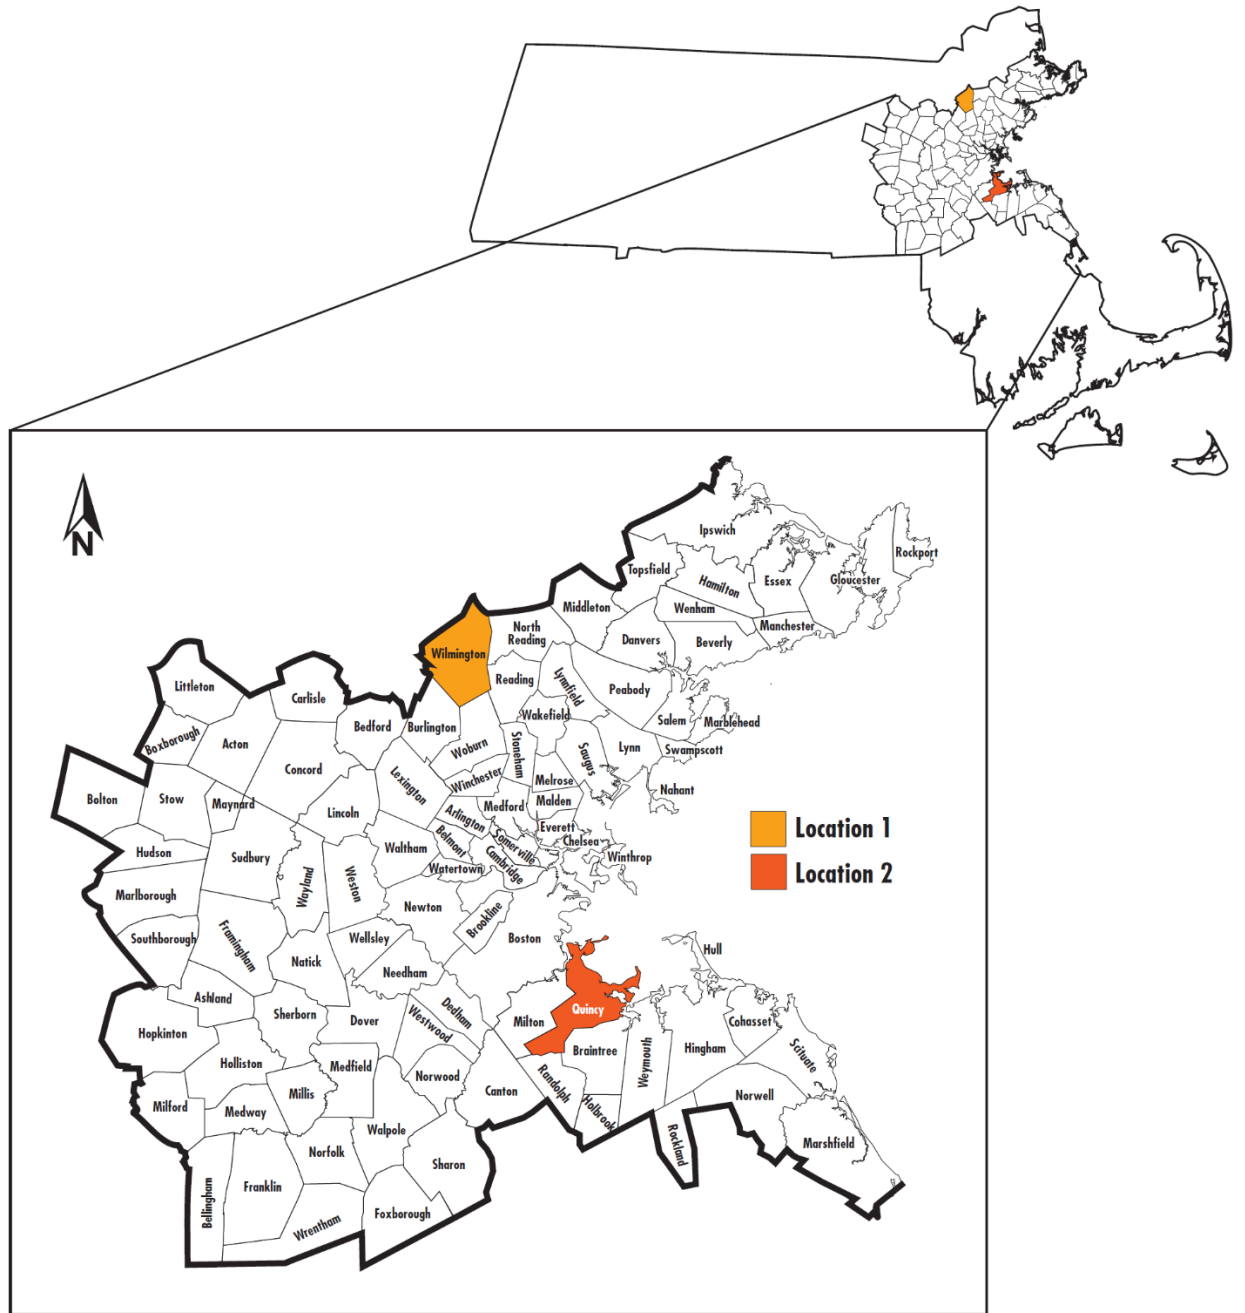 N
Ipswich
Rockport
Topsfield
Hamilton
Essex
Gloucester
Middleton
Wenham
Manchester
North
Reading
Danvers
Beverly
Wilmington
Reading
Lynnfield
Peabody
Littleton
Carlisle
Wakefield
Salem
Marblehead
Bedford
Burlington
Boxborough
Acton
Woburn
Stoneham
Saugus
Lynn
Swampscott
Concord
Lexington
Winchester
Melrose
Nahant
Bolton
Stow
Maynard
Lincoln
Arlington
Medford
Malden
Everett
Location 1
Hudson
Sudbury
Waltham
Belmont
Somerville
Chelsea
Winthrop
Watertown
Cambridge
Location 2
Marlborough
Wayland
Weston
Newton
Brookline
Southborough
Framingham
Natick
Wellsley
Boston
Hull
Needham
Ashland
Sherborn
Dover
Westwood
Dedham
Milton
Quincy
Cohasset
Hopkinton
Holliston
Medfield
Norwood
Braintree
Weymouth
Hingham
Scituate
Milford
Medway
Millis
Canton
Randolph
Holbrook
Norwell
Walpole
Rockland
Marshfield
Norfolk
Sharon
Bellingham
Franklin
Wrentham
Foxborough